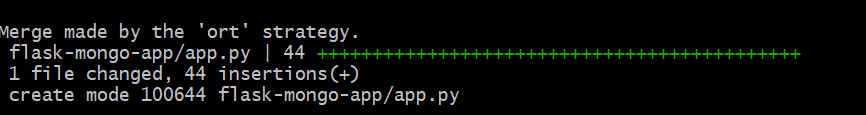 Merge made by the 'ort' strategy.
 flask-mongo-app/app.py | 44 ++++++++++++++++++++++++++++++++++++++++++++
 1 file changed, 44 insertions(+)
 create mode 100644 flask-mongo-app/app.py